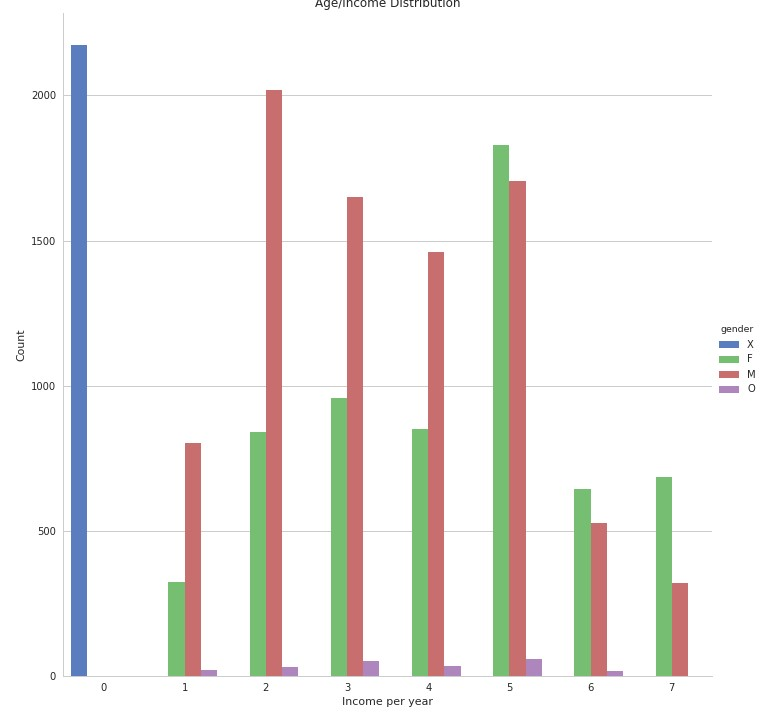 Age/Income Distribution
2000
1500
1000
500
0
Count
0 1 2 3 4 5 6 7
Income per year
gender
X
F
M
O